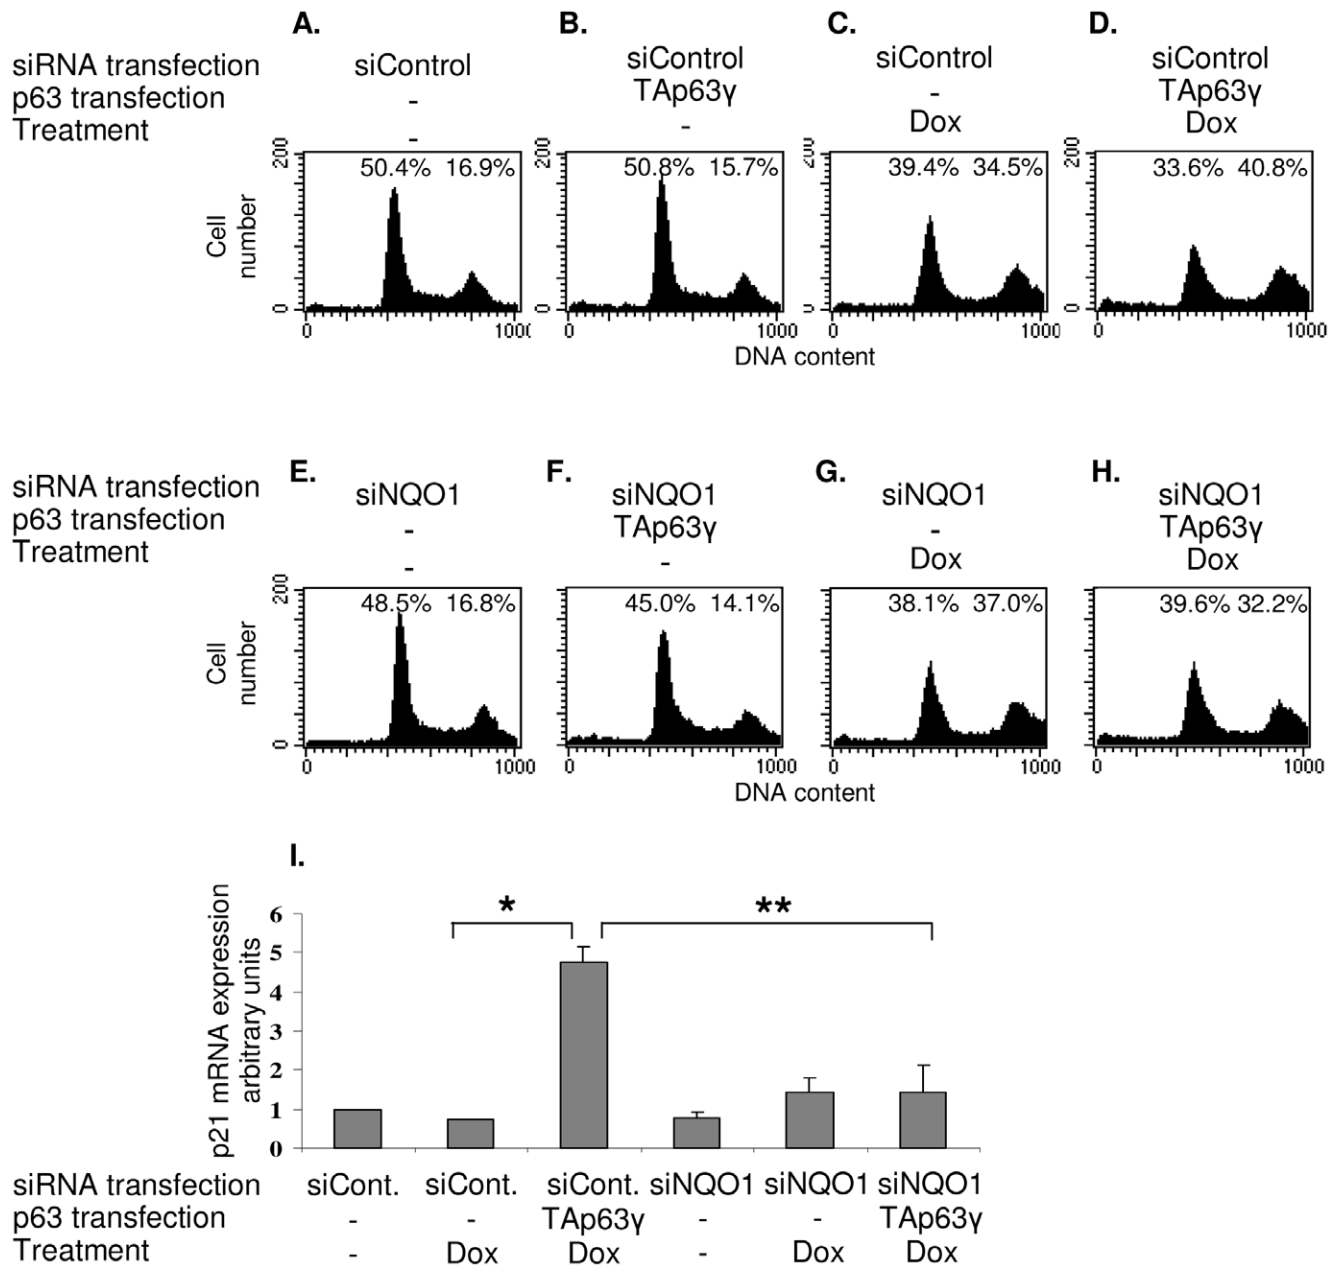 A. B. C. D.
siRNA transfection siControl siControl siControl siControl
p63 transfection - TAp63γ - TAp63γ
Treatment - - Dox Dox
200 200 200 200
50.4% 16.9% 50.8% 15.7% 39.4% 34.5% 33.6% 40.8%
Cell
number
0 0 0 0
0 1000 0 1000 0 1000 0 1000
DNA content
E. F. G. H.
siRNA transfection siNQO1 siNQO1 siNQO1 siNQO1
p63 transfection - TAp63γ - TAp63γ
Treatment - - Dox Dox
200
48.5% 16.8% 45.0% 14.1% 38.1% 37.0% 39.6% 32.2%
Cell
number
0
0 1000 0 1000 0 1000 0 1000
DNA content
I.
p21 mRNA expression
arbitrary units
* **
6
5
4
3
2
1
0
siRNA transfection siCont. siCont. siCont. siNQO1 siNQO1 siNQO1
p63 transfection - - TAp63γ - - TAp63γ
Treatment - Dox Dox - Dox Dox